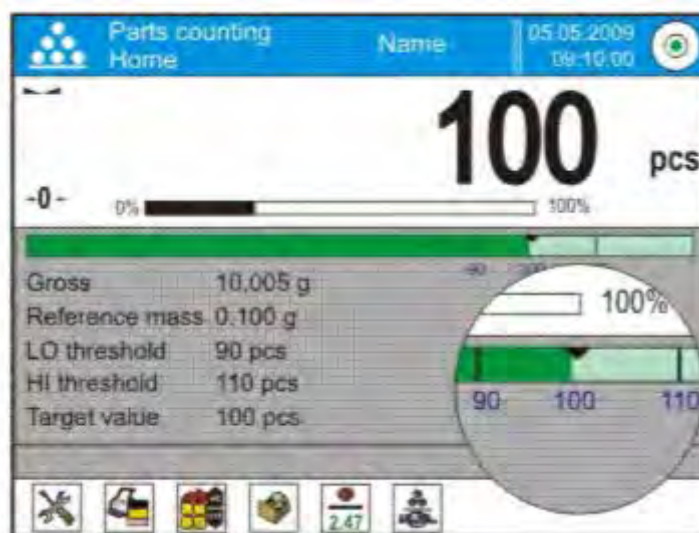 Parts counting
Home
Name
05.05.2009
09:10:00
100 pcs
-0-
0% 100%
90 100
Gross 10.005 g
Reference mass 0.100 g
LO threshold 90 pcs
HI threshold 110 pcs
Target value 100 pcs
100%
90 100 110
2.47